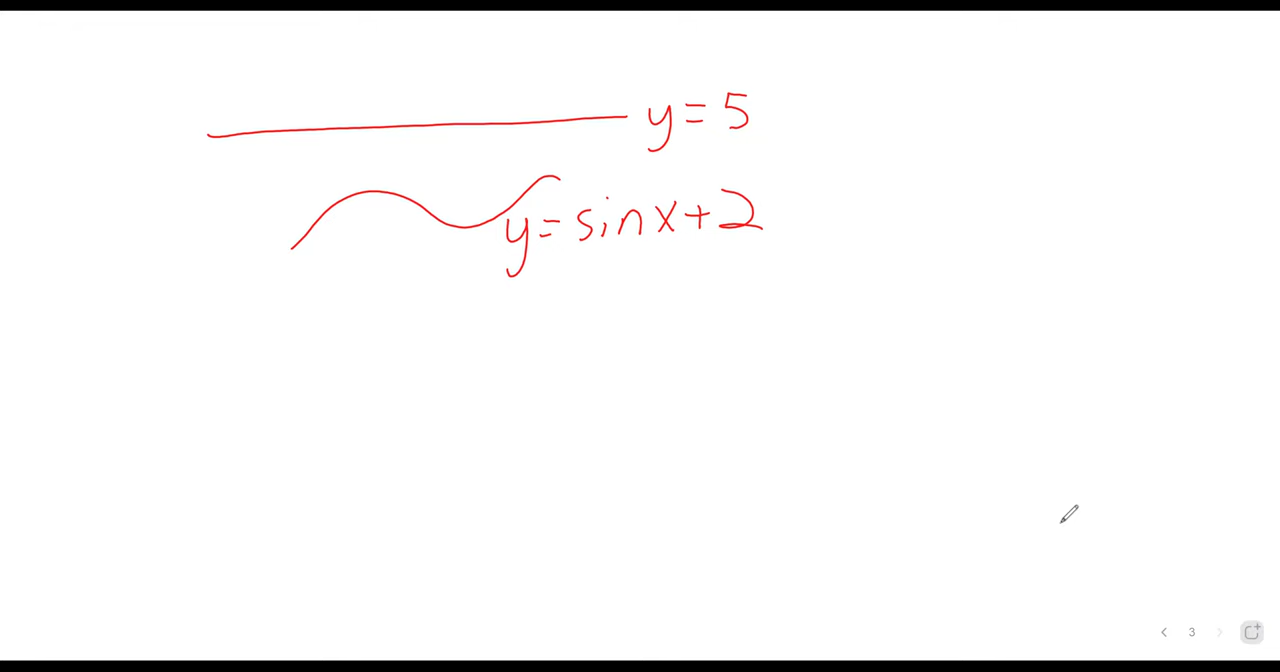 y = 5
y = sin x + 2
3